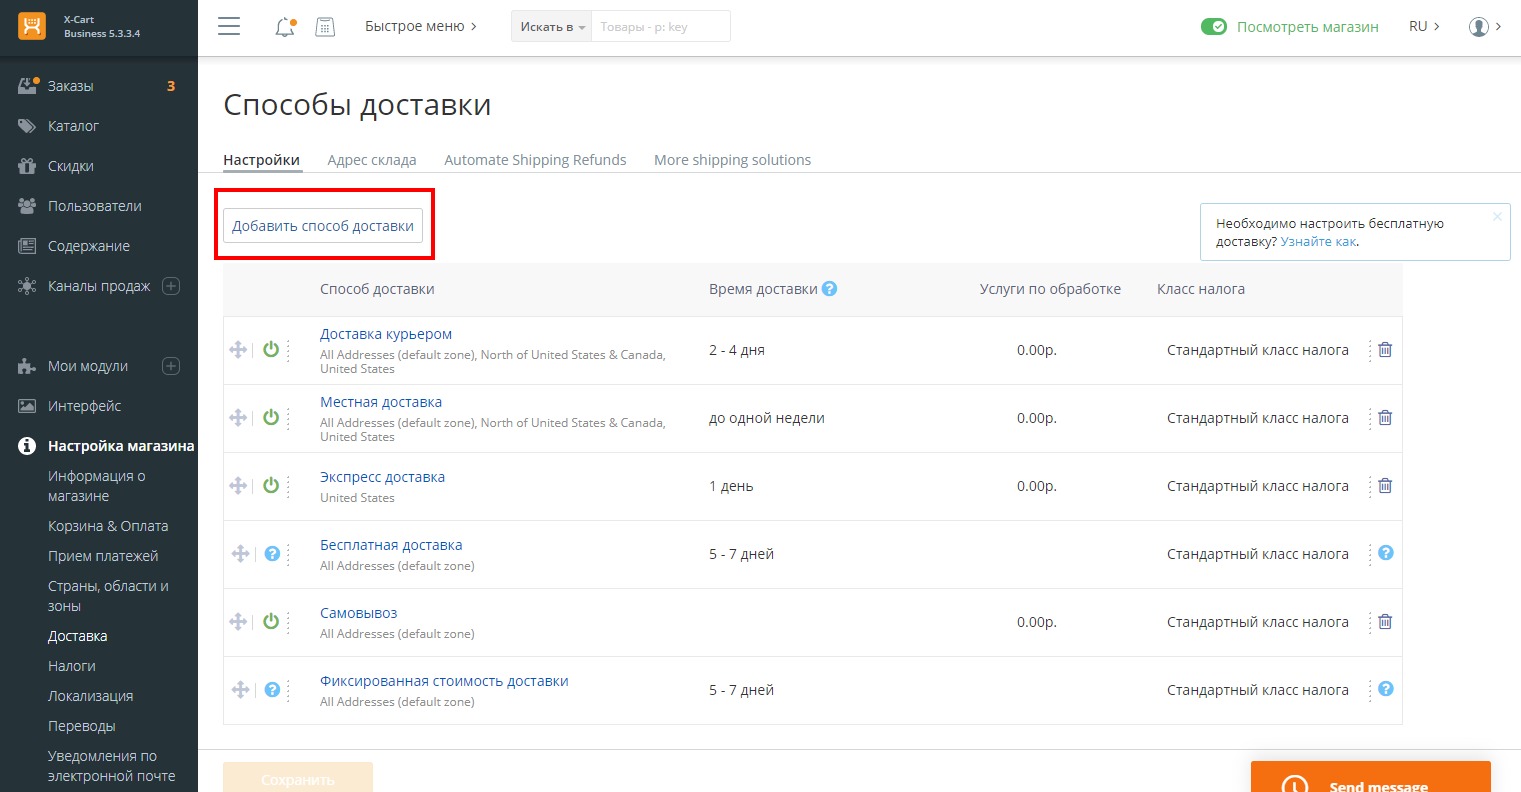 X-Cart
Business 5.3.3.4
Быстрое меню
Искать в
Товары - р: key
Посмотреть магазин
RU
Заказы
3
Каталог
Скидки
Пользователи
Содержание
Каналы продаж
Мои модули
Интерфейс
Настройка магазина
Информация о
магазине
Корзина & Оплата
Прием платежей
Страны, области и
зоны
Доставка
Налоги
Локализация
Переводы
Уведомления по
электронной почте
Способы доставки
Настройки
Адрес склада
Automate Shipping Refunds
More shipping solutions
Добавить способ доставки
Необходимо настроить бесплатную
доставку? Узнайте как.
Способ доставки
Время доставки
Услуги по обработке
Класс налога
Доставка курьером
All Addresses (default zone), North of United States & Canada,
United States
2 - 4 дня
0.00р.
Стандартный класс налога
Местная доставка
All Addresses (default zone), North of United States & Canada,
United States
до одной недели
0.00р.
Стандартный класс налога
Экспресс доставка
United States
1 день
0.00р.
Стандартный класс налога
Бесплатная доставка
All Addresses (default zone)
5 - 7 дней
Стандартный класс налога
Самовывоз
All Addresses (default zone)
0.00р.
Стандартный класс налога
Фиксированная стоимость доставки
All Addresses (default zone)
5 - 7 дней
Стандартный класс налога
Сохранить
Send message